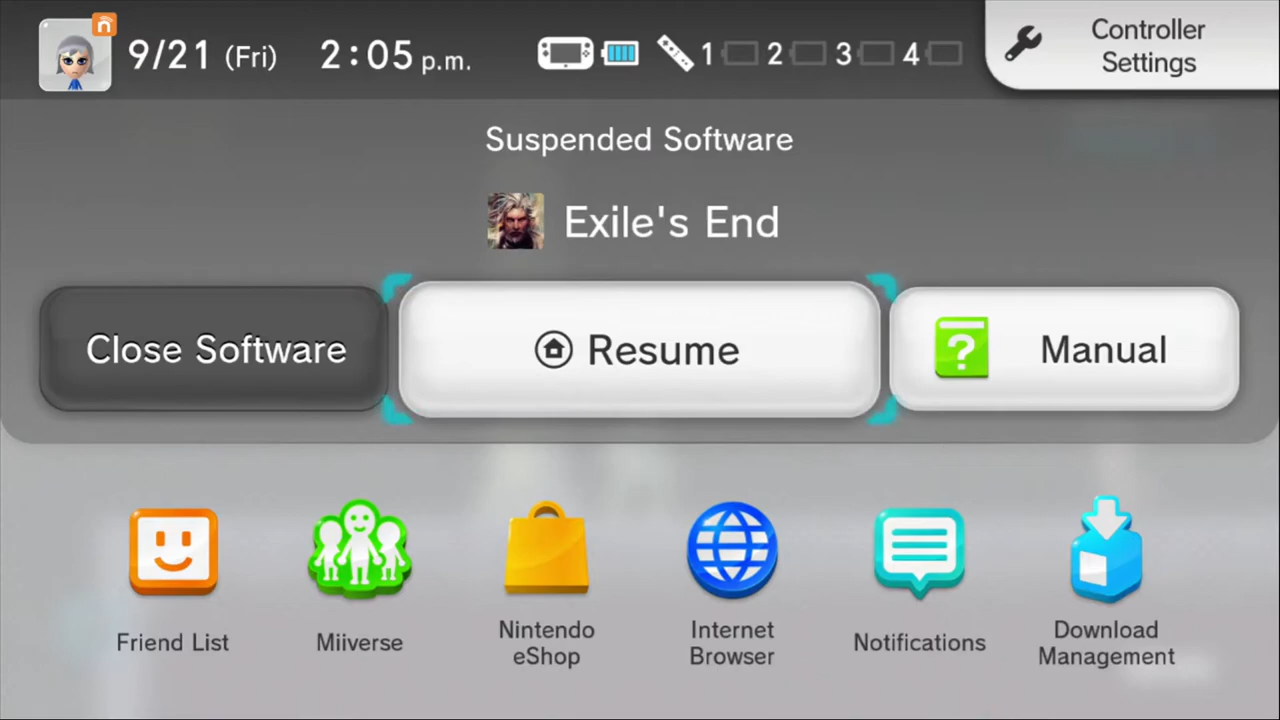 9/21 (Fri) 2:05 p.m. 1 2 3 4
Controller
Settings
Suspended Software
Exile's End
Close Software
Resume
? Manual
Friend List
Miiverse
Nintendo
eShop
Internet
Browser
Notifications
Download
Management